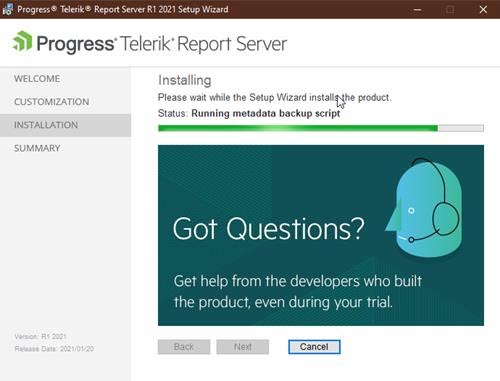 Progress® Telerik® Report Server R1 2021 Setup Wizard
Progress® Telerik® Report Server
WELCOME
CUSTOMIZATION
INSTALLATION
SUMMARY
Installing
Please wait while the Setup Wizard installs the product.
Status: Running metadata backup script
Got Questions?
Get help from the developers who built
the product, even during your trial.
Version: R1 2021
Release Date: 2021/01/20
Back Next Cancel